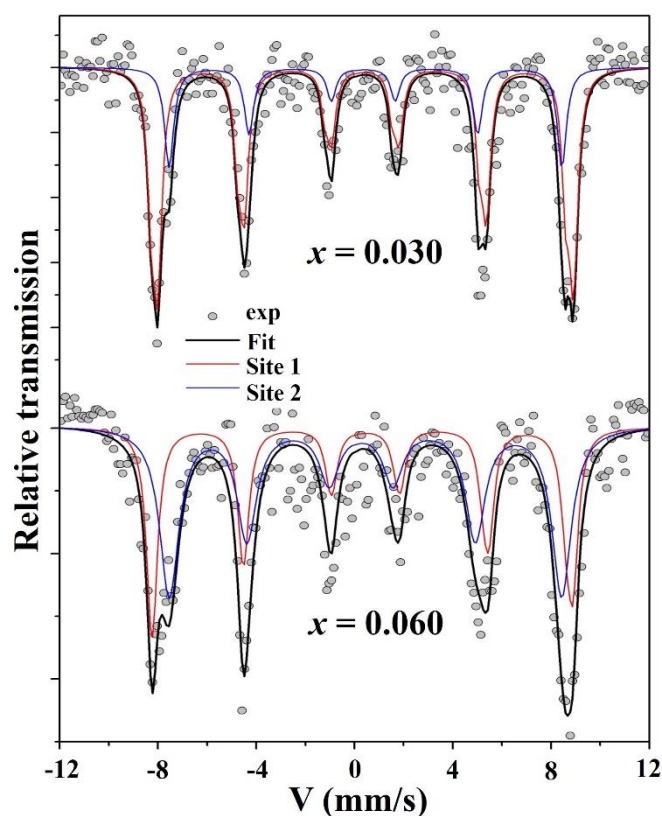 Relative transmission
x = 0.030
exp
Fit
Site 1
Site 2
x = 0.060
-12 -8 -4 0 4 8 12
V (mm/s)